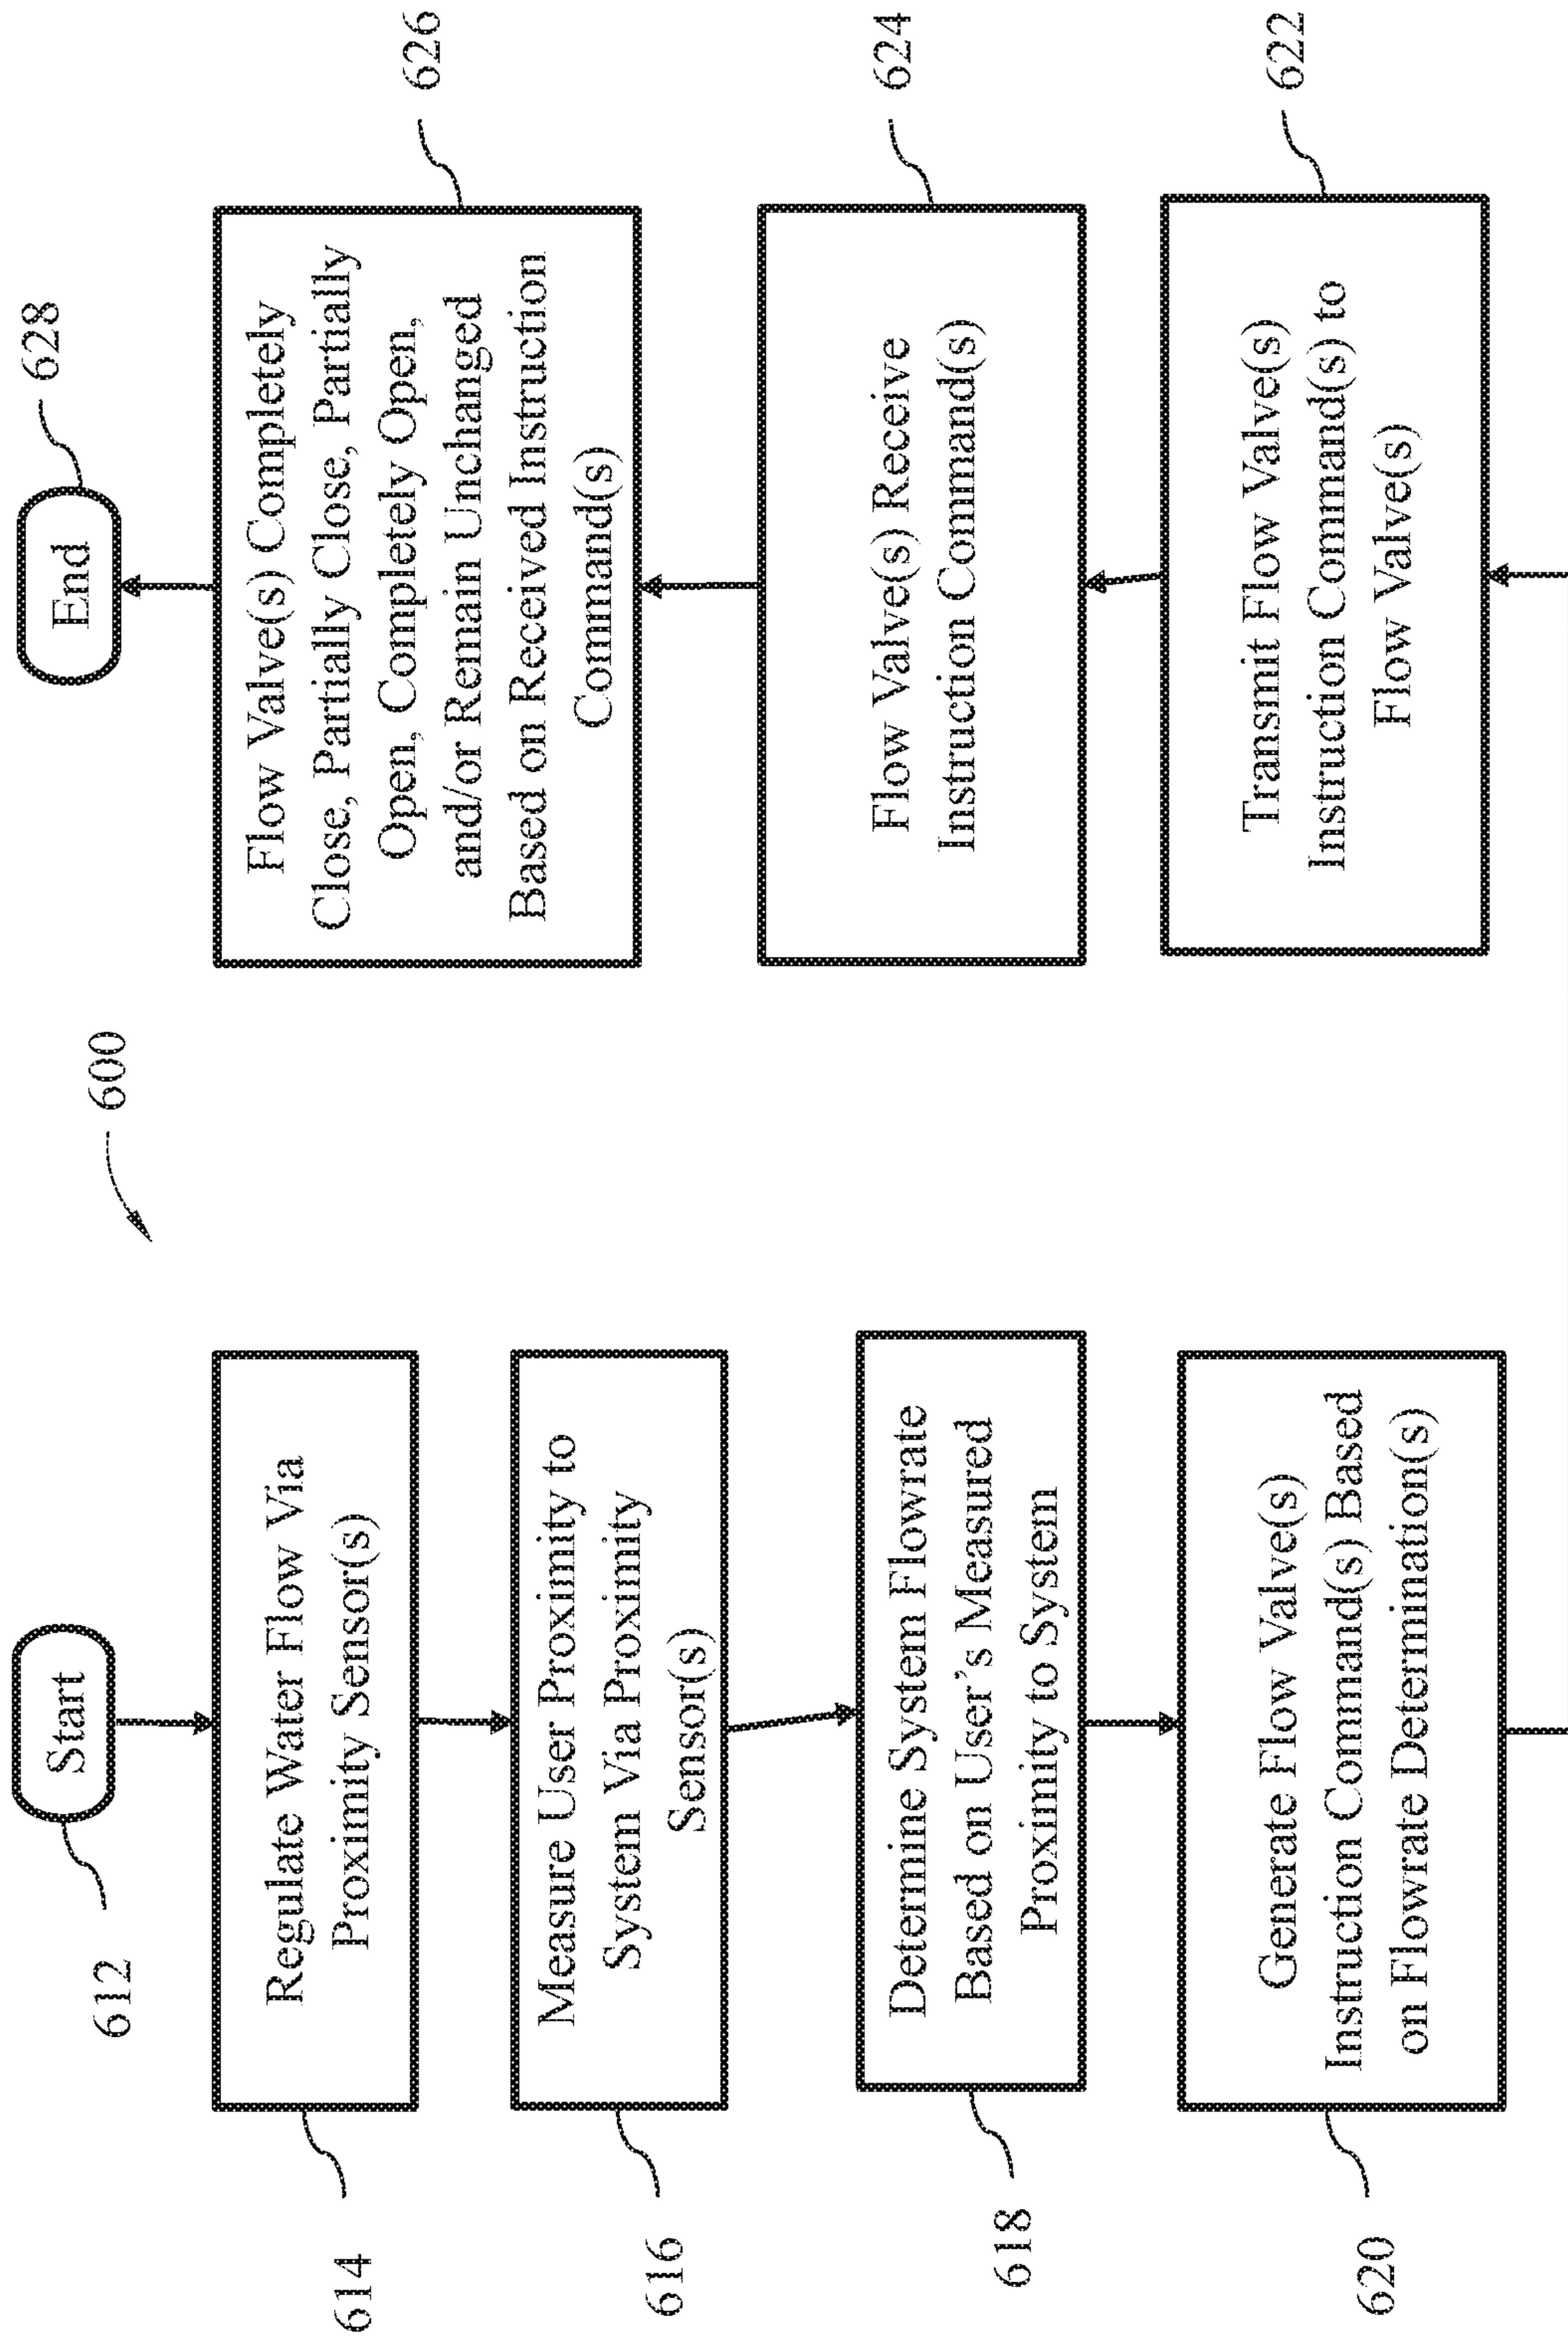 600
Start
612
Regulate Water Flow Via
Proximity Sensor(s)
614
Measure User Proximity to
System Via Proximity
Sensor(s)
616
Determine System Flowrate
Based on User's Measured
Proximity to System
618
Generate Flow Valve(s)
Instruction Command(s) Based
on Flowrate Determination(s)
620
Transmit Flow Valve(s)
Instruction Command(s) to
Flow Valve(s)
622
Flow Valve(s) Receive
Instruction Command(s)
624
Flow Valve(s) Completely
Close, Partially Close, Partially
Open, Completely Open,
and/or Remain Unchanged
Based on Received Instruction
Command(s)
626
End
628